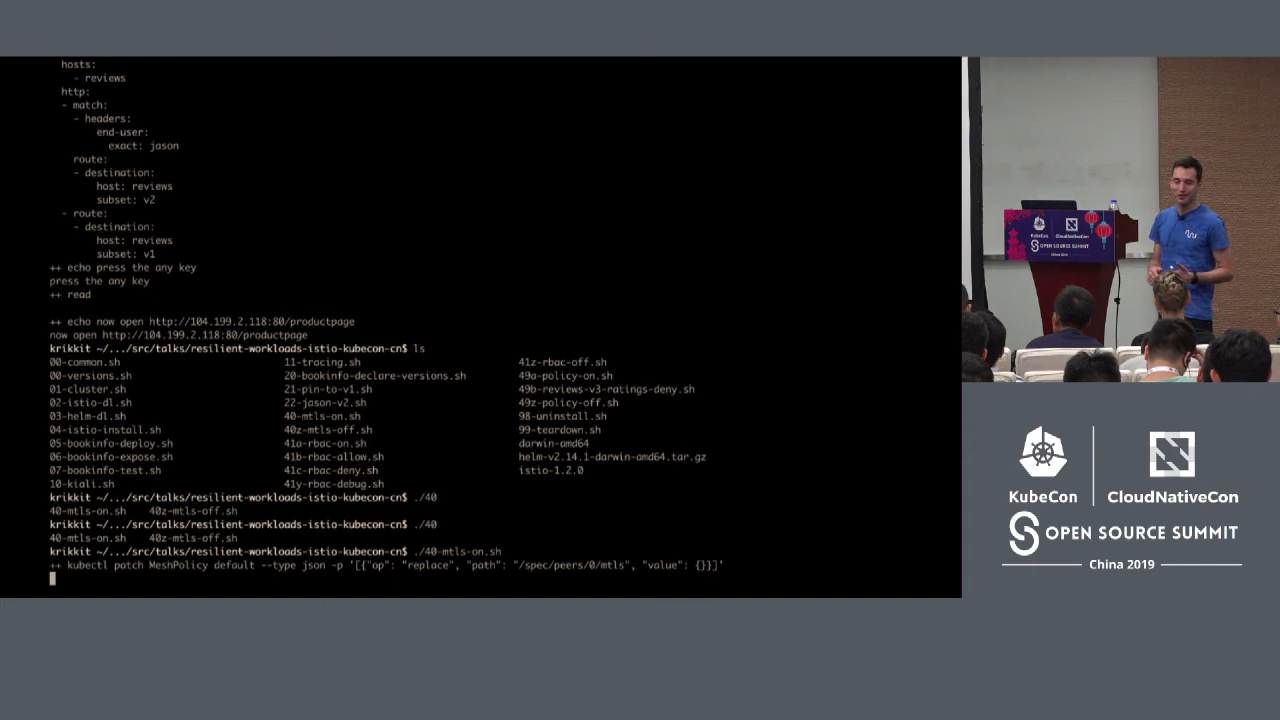 hosts:
- reviews
http:
- match:
- headers:
end-user:
exact: jason
route:
- destination:
host: reviews
subset: v2
- route:
- destination:
host: reviews
subset: v1
++ echo press the any key
press the any key
++ read
++ echo now open http://104.199.2.118:80/productpage
now open http://104.199.2.118:80/productpage
krikkit ~/.../src/talks/resilient-workloads-istio-kubecon-cn$ ls
00-common.sh 11-tracing.sh 41z-rbac-off.sh
00-versions.sh 20-bookinfo-declare-versions.sh 49a-policy-on.sh
01-cluster.sh 21-pin-to-v1.sh 49b-reviews-v3-ratings-deny.sh
02-istio-dl.sh 22-jason-v2.sh 49z-policy-off.sh
03-helm-dl.sh 40-mtls-on.sh 98-uninstall.sh
04-istio-install.sh 40z-mtls-off.sh 99-teardown.sh
05-bookinfo-deploy.sh 41a-rbac-on.sh darwin-amd64
06-bookinfo-expose.sh 41b-rbac-allow.sh helm-v2.14.1-darwin-amd64.tar.gz
07-bookinfo-test.sh 41c-rbac-deny.sh istio-1.2.0
10-kiali.sh 41y-rbac-debug.sh
krikkit ~/.../src/talks/resilient-workloads-istio-kubecon-cn$ ./40
40-mtls-on.sh 40z-mtls-off.sh
krikkit ~/.../src/talks/resilient-workloads-istio-kubecon-cn$ ./40
40-mtls-on.sh 40z-mtls-off.sh
krikkit ~/.../src/talks/resilient-workloads-istio-kubecon-cn$ ./40-mtls-on.sh
++ kubectl patch MeshPolicy default --type json -p '[{"op": "replace", "path": "/spec/peers/0/mtls", "value": {}}]'
KubeCon CloudNativeCon
OPEN SOURCE SUMMIT
China 2019
KubeCon CloudNativeCon
OPEN SOURCE SUMMIT
China 2019